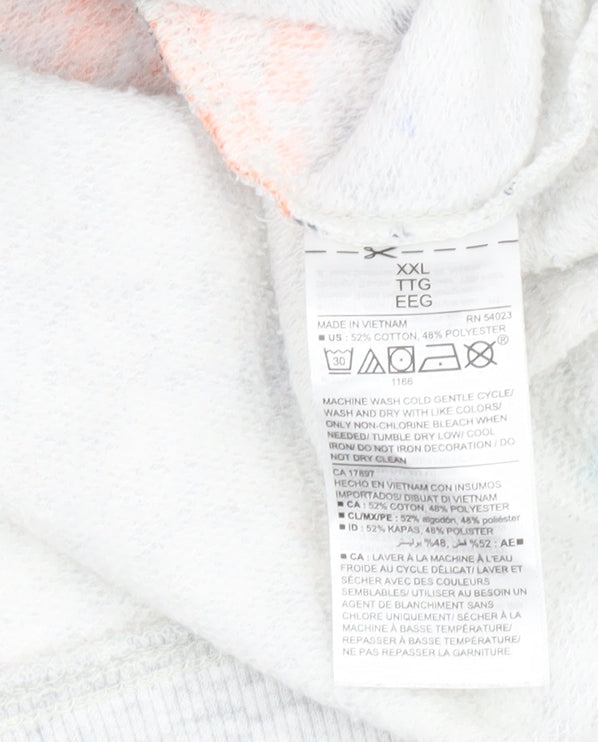 XXL
TTG
EEG
MADE IN VIETNAM RN 54023
■ US : 52% COTTON, 48% POLYESTER
30 ®
1166
MACHINE WASH COLD GENTLE CYCLE/
WASH AND DRY WITH LIKE COLORS/
ONLY NON-CHLORINE BLEACH WHEN
NEEDED/ TUMBLE DRY LOW/ COOL
IRON/ DO NOT IRON DECORATION / DO
NOT DRY CLEAN
CA 17897
HECHO EN VIETNAM CON INSUMOS
IMPORTADOS/ DIBUAT DI VIETNAM
■ CA : 52% COTON, 48% POLYESTER
■ CL/MX/PE : 52% algodón, 48% poliéster
■ ID : 52% KAPAS, 48% POLISTER
■ AE : 52% قطن, 48% بوليستر
■ CA : LAVER À LA MACHINE À L'EAU
FROIDE AU CYCLE DÉLICAT/ LAVER ET
SÉCHER AVEC DES COULEURS
SEMBLABLES/ UTILISER AU BESOIN UN
AGENT DE BLANCHIMENT SANS
CHLORE UNIQUEMENT/ SÉCHER À LA
MACHINE À BASSE TEMPÉRATURE/
REPASSER À BASSE TEMPÉRATURE/
NE PAS REPASSER LA GARNITURE